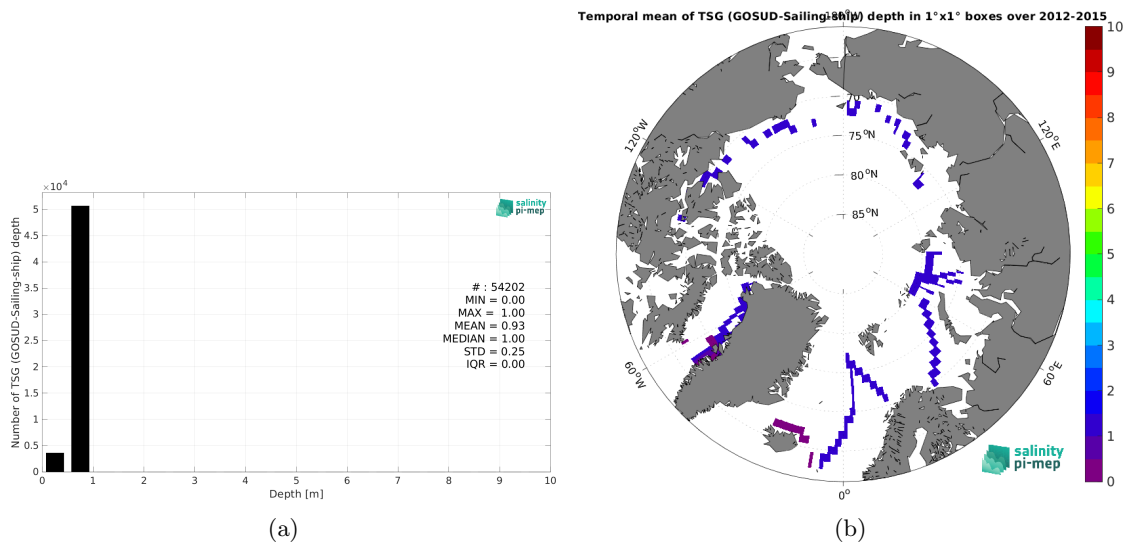 ×10⁴
5
4.5
4
3.5
3
2.5
2
1.5
1
0.5
0
Number of TSG (GOSUD-Sailing-ship) depth
0 1 2 3 4 5 6 7 8 9 10
Depth [m]
salinity
pi-mep
# : 54202
MIN = 0.00
MAX = 1.00
MEAN = 0.93
MEDIAN = 1.00
STD = 0.25
IQR = 0.00
(a)
Temporal mean of TSG (GOSUD-Sailing-ship) depth in 1°x1° boxes over 2012-2015
120°W
120°E
75°N
80°N
85°N
60°W
60°E
0°
salinity
pi-mep
10
9
8
7
6
5
4
3
2
1
0
(b)